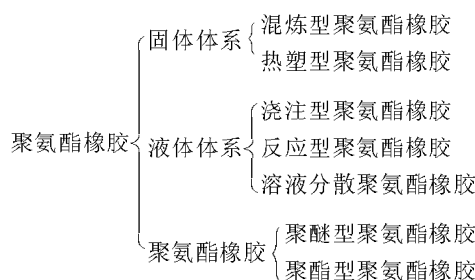 混炼型聚氨酯橡胶
固体体系
热塑型聚氨酯橡胶
浇注型聚氨酯橡胶
聚氨酯橡胶
液体体系
反应型聚氨酯橡胶
溶液分散聚氨酯橡胶
聚醚型聚氨酯橡胶
聚氨酯橡胶
聚酯型聚氨酯橡胶